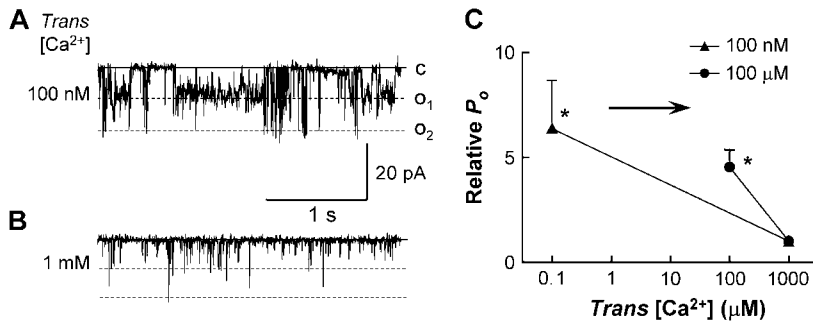 A
Trans
[Ca²⁺]
100 nM
C
O₁
O₂
20 pA
1 s
B
1 mM
C
Relative Pₒ
10
5
0
100 nM
100 μM
*
*
0.1
1
10
100
1000
Trans [Ca²⁺] (μM)